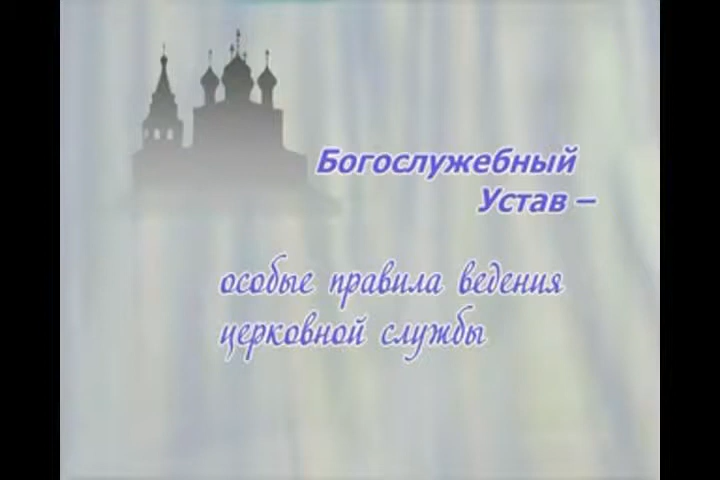 Богослужебный
Устав –
особые правила ведения
церковной службы